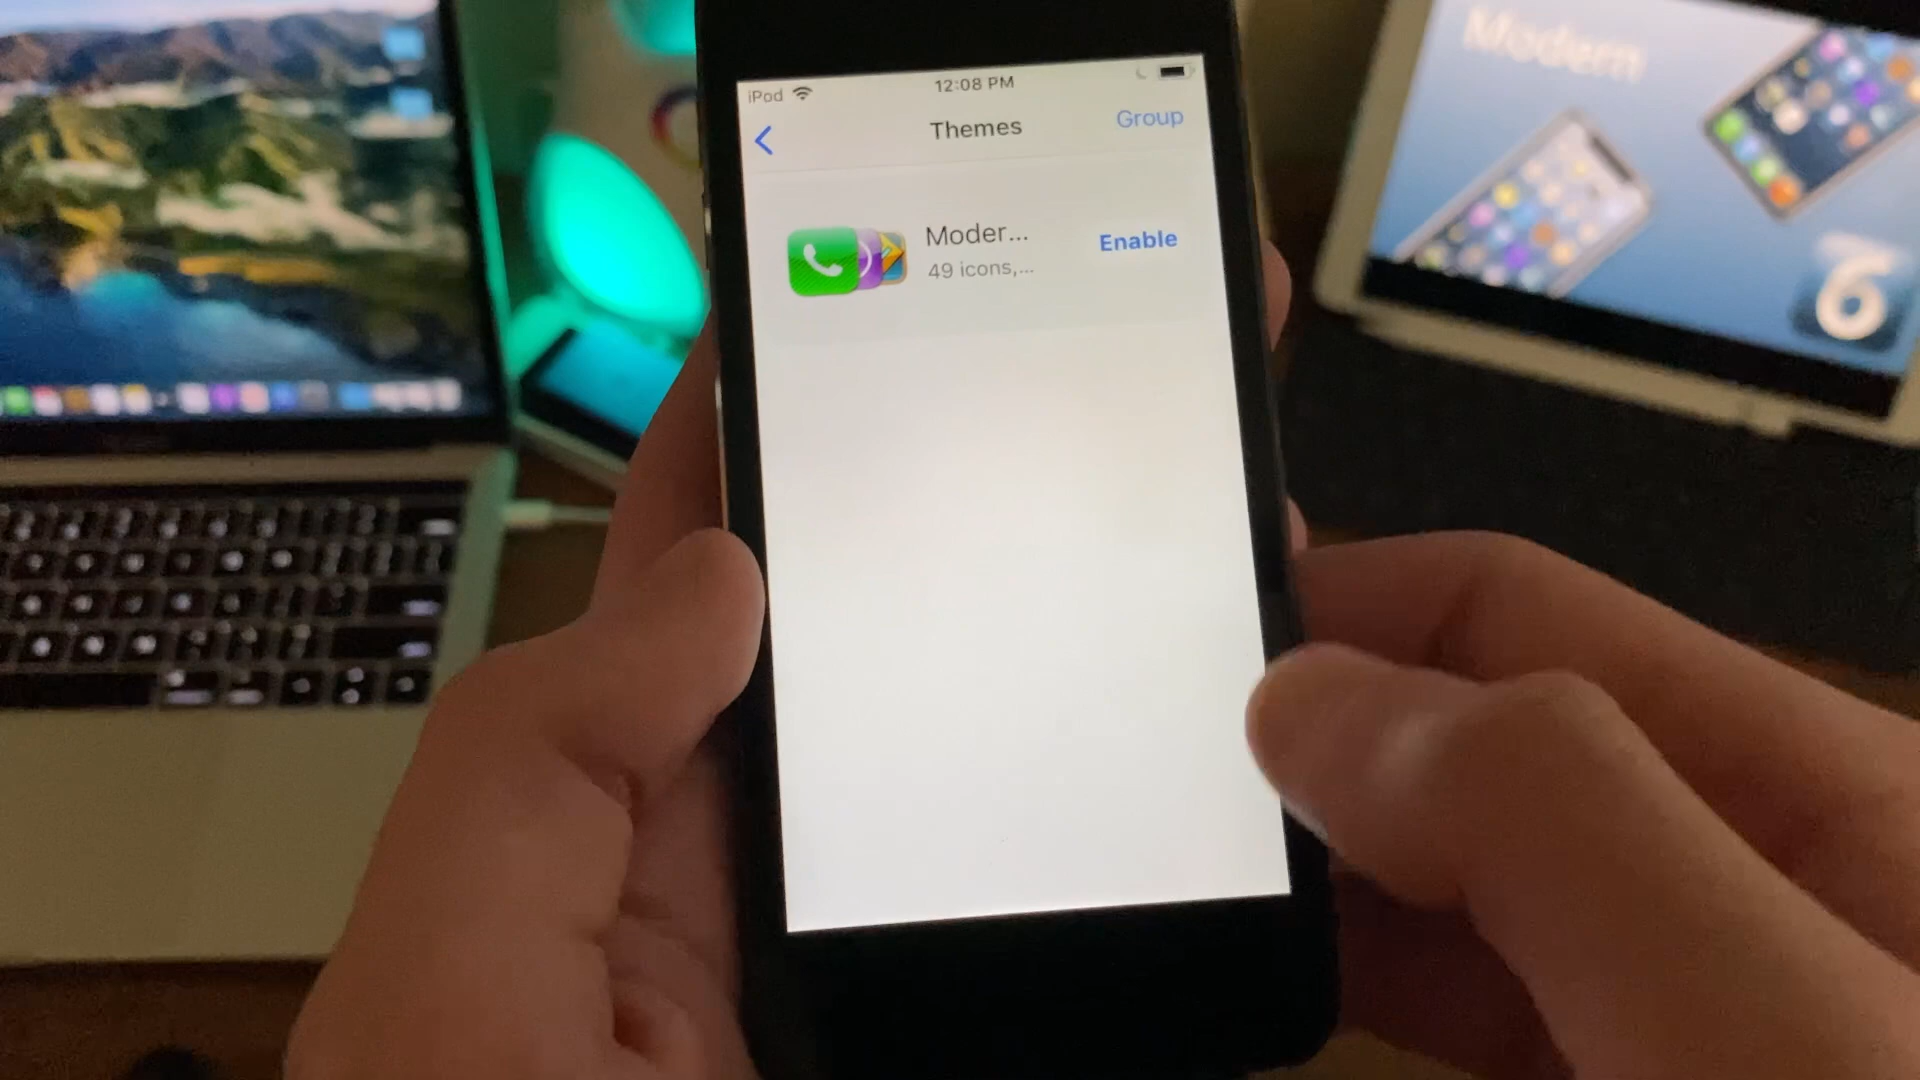 iPod
12:08 PM
Themes
Group
Moder...
49 icons,...
Enable
Modern
6